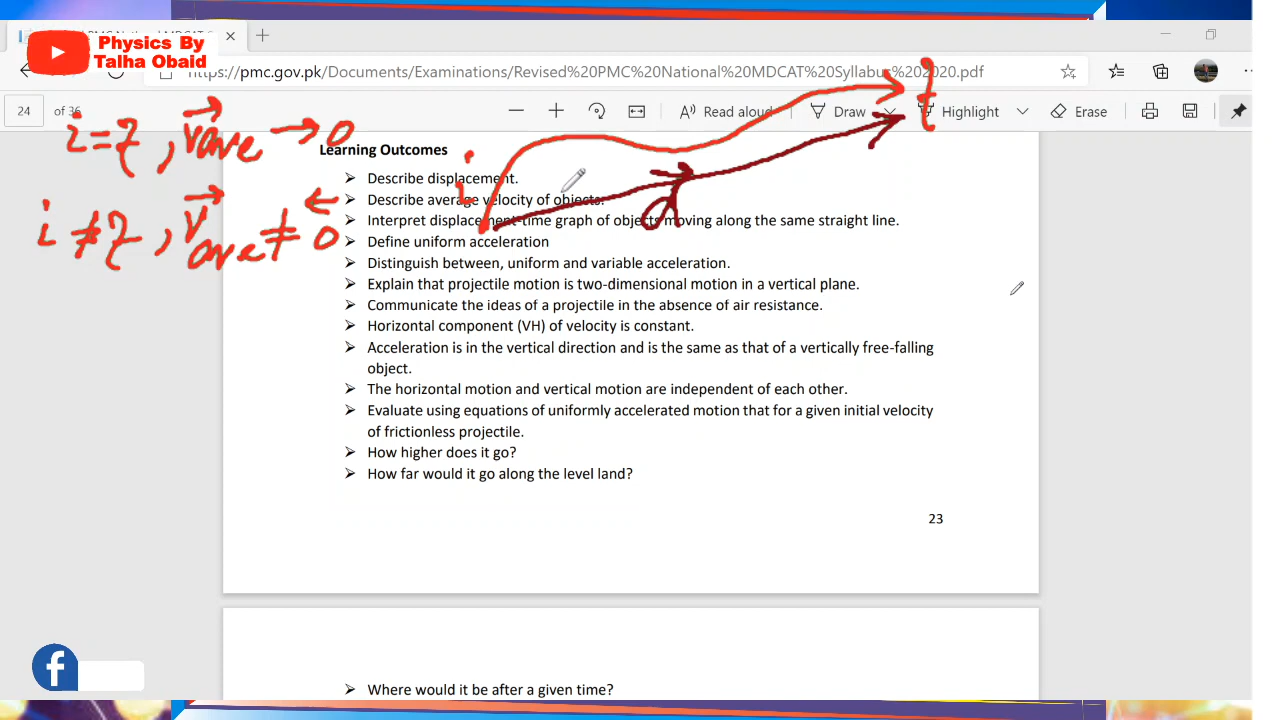 Physics By
Talha Obaid
https://pmc.gov.pk/Documents/Examinations/Revised%20PMC%20National%20MDCAT%20Syllabus%202020.pdf
24 of 36
Read aloud
Draw
Highlight
Erase
i = f, v ave → 0
i ≠ f, v ave ≠ 0
i
f
d
Learning Outcomes
➢ Describe displacement.
➢ Describe average velocity of objects.
➢ Interpret displacement-time graph of objects moving along the same straight line.
➢ Define uniform acceleration
➢ Distinguish between, uniform and variable acceleration.
➢ Explain that projectile motion is two-dimensional motion in a vertical plane.
➢ Communicate the ideas of a projectile in the absence of air resistance.
➢ Horizontal component (VH) of velocity is constant.
➢ Acceleration is in the vertical direction and is the same as that of a vertically free-falling
object.
➢ The horizontal motion and vertical motion are independent of each other.
➢ Evaluate using equations of uniformly accelerated motion that for a given initial velocity
of frictionless projectile.
➢ How higher does it go?
➢ How far would it go along the level land?
23
f
➢ Where would it be after a given time?